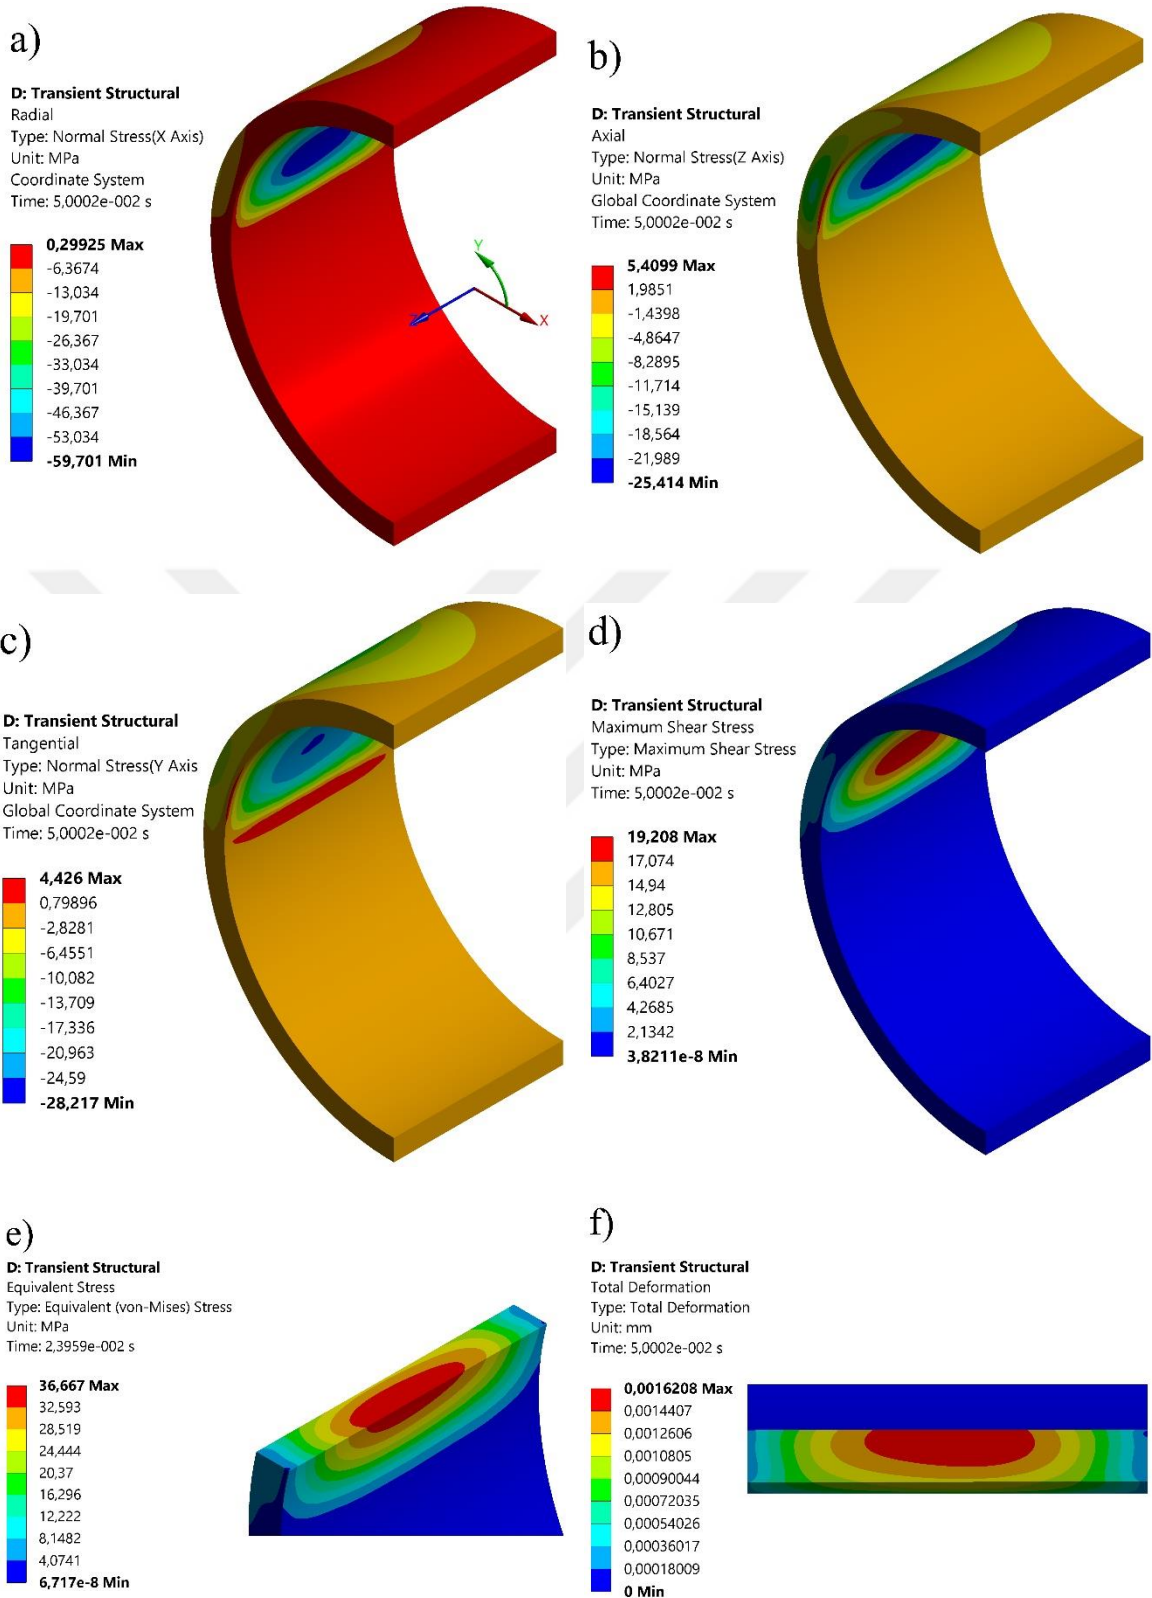 a)
D: Transient Structural
Radial
Type: Normal Stress(X Axis)
Unit: MPa
Coordinate System
Time: 5,0002e-002 s
0,29925 Max
-6,3674
-13,034
-19,701
-26,367
-33,034
-39,701
-46,367
-53,034
-59,701 Min
Y
Z
X
b)
D: Transient Structural
Axial
Type: Normal Stress(Z Axis)
Unit: MPa
Global Coordinate System
Time: 5,0002e-002 s
5,4099 Max
1,9851
-1,4398
-4,8647
-8,2895
-11,714
-15,139
-18,564
-21,989
-25,414 Min
c)
D: Transient Structural
Tangential
Type: Normal Stress(Y Axis
Unit: MPa
Global Coordinate System
Time: 5,0002e-002 s
4,426 Max
0,79896
-2,8281
-6,4551
-10,082
-13,709
-17,336
-20,963
-24,59
-28,217 Min
d)
D: Transient Structural
Maximum Shear Stress
Type: Maximum Shear Stress
Unit: MPa
Time: 5,0002e-002 s
19,208 Max
17,074
14,94
12,805
10,671
8,537
6,4027
4,2685
2,1342
3,8211e-8 Min
e)
D: Transient Structural
Equivalent Stress
Type: Equivalent (von-Mises) Stress
Unit: MPa
Time: 2,3959e-002 s
36,667 Max
32,593
28,519
24,444
20,37
16,296
12,222
8,1482
4,0741
6,717e-8 Min
f)
D: Transient Structural
Total Deformation
Type: Total Deformation
Unit: mm
Time: 5,0002e-002 s
0,0016208 Max
0,0014407
0,0012606
0,0010805
0,00090044
0,00072035
0,00054026
0,00036017
0,00018009
0 Min